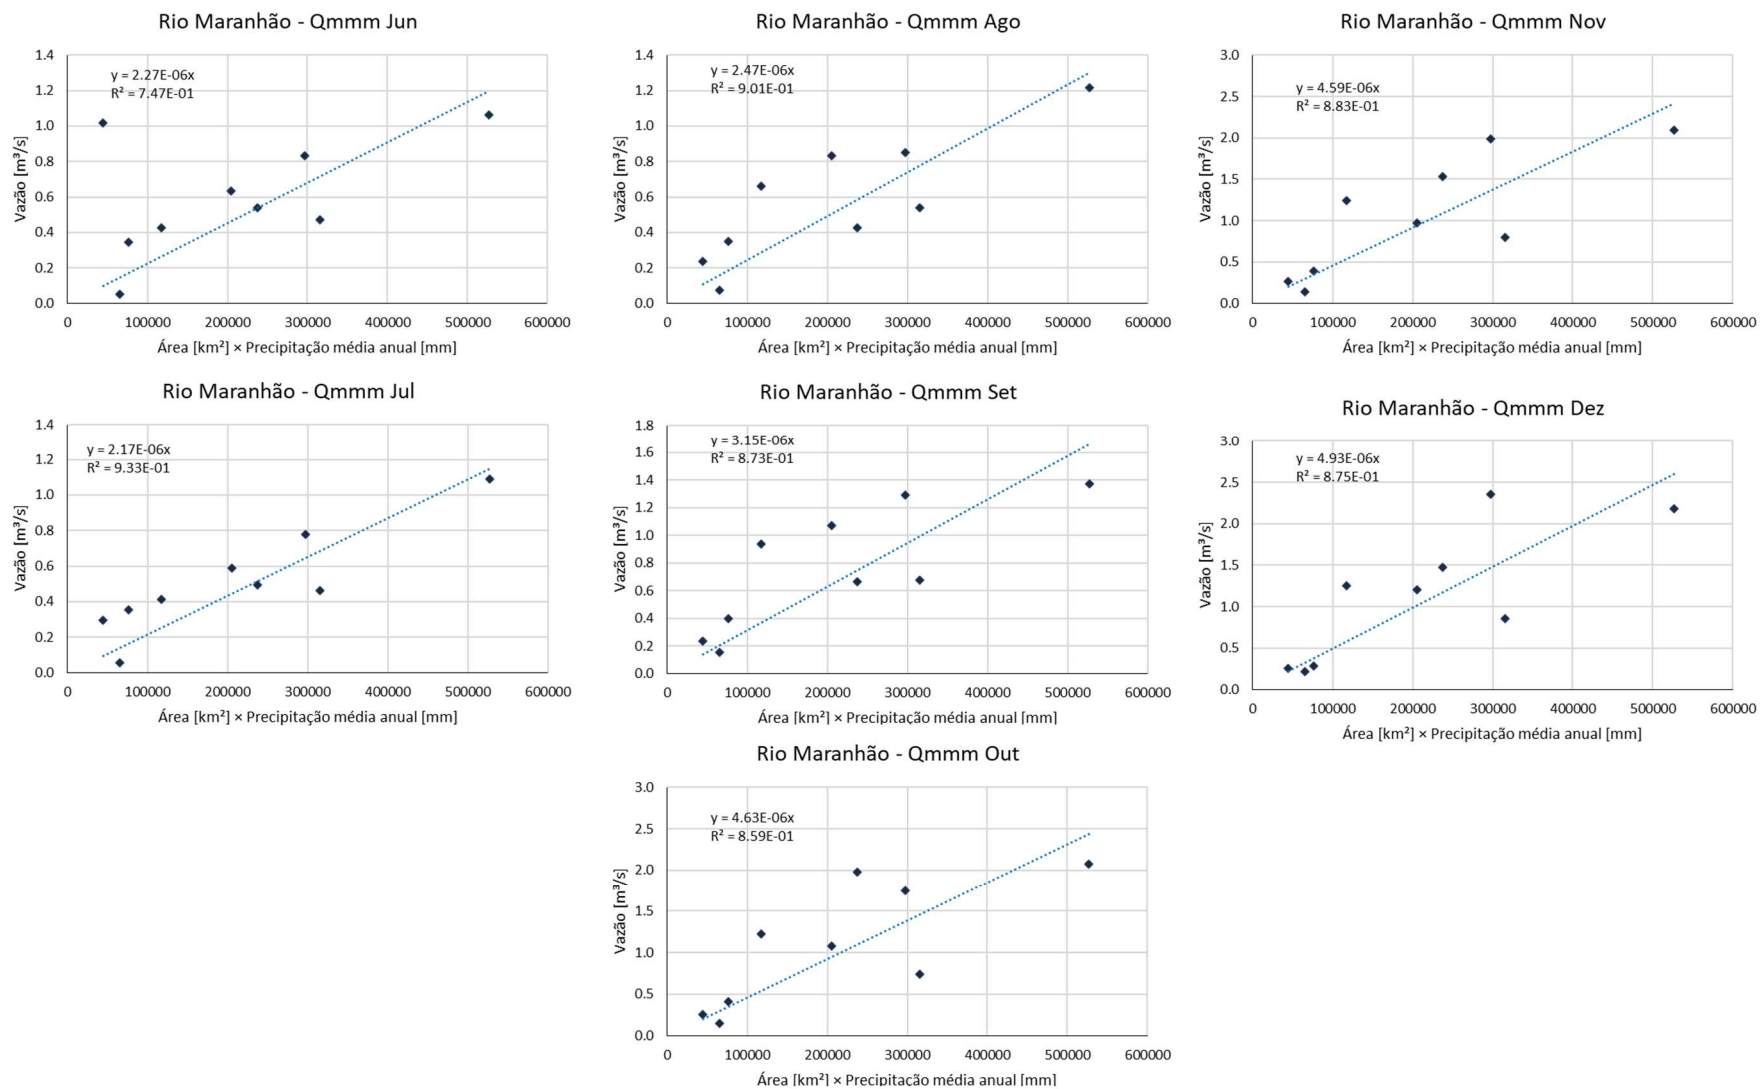 Rio Maranhão - Qmmm Jun
y = 2.27E-06x
R² = 7.47E-01
Vazão [m³/s]
1.4
1.2
1.0
0.8
0.6
0.4
0.2
0.0
0 100000 200000 300000 400000 500000 600000
Área [km²] × Precipitação média anual [mm]
Rio Maranhão - Qmmm Ago
y = 2.47E-06x
R² = 9.01E-01
Vazão [m³/s]
1.4
1.2
1.0
0.8
0.6
0.4
0.2
0.0
0 100000 200000 300000 400000 500000 600000
Área [km²] × Precipitação média anual [mm]
Rio Maranhão - Qmmm Nov
y = 4.59E-06x
R² = 8.83E-01
Vazão [m³/s]
3.0
2.5
2.0
1.5
1.0
0.5
0.0
0 100000 200000 300000 400000 500000 600000
Área [km²] × Precipitação média anual [mm]
Rio Maranhão - Qmmm Jul
y = 2.17E-06x
R² = 9.33E-01
Vazão [m³/s]
1.4
1.2
1.0
0.8
0.6
0.4
0.2
0.0
0 100000 200000 300000 400000 500000 600000
Área [km²] × Precipitação média anual [mm]
Rio Maranhão - Qmmm Set
y = 3.15E-06x
R² = 8.73E-01
Vazão [m³/s]
1.8
1.6
1.4
1.2
1.0
0.8
0.6
0.4
0.2
0.0
0 100000 200000 300000 400000 500000 600000
Área [km²] × Precipitação média anual [mm]
Rio Maranhão - Qmmm Dez
y = 4.93E-06x
R² = 8.75E-01
Vazão [m³/s]
3.0
2.5
2.0
1.5
1.0
0.5
0.0
0 100000 200000 300000 400000 500000 600000
Área [km²] × Precipitação média anual [mm]
Rio Maranhão - Qmmm Out
y = 4.63E-06x
R² = 8.59E-01
Vazão [m³/s]
3.0
2.5
2.0
1.5
1.0
0.5
0.0
0 100000 200000 300000 400000 500000 600000
Área [km²] × Precipitação média anual [mm]